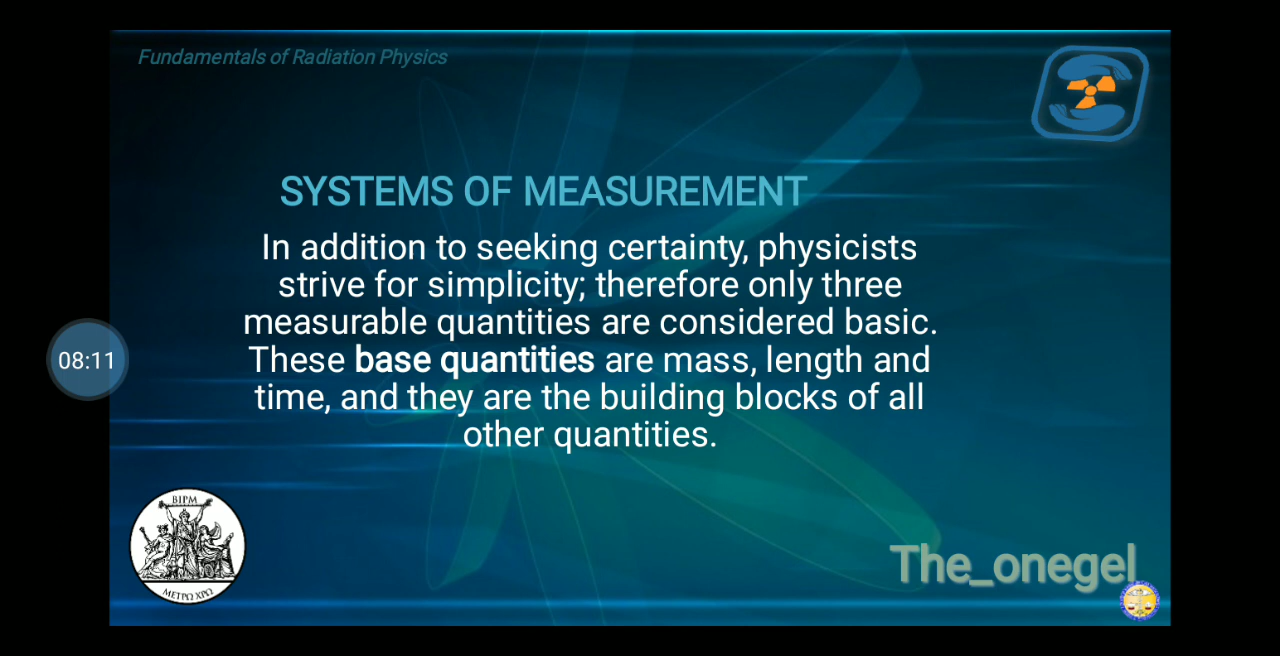 Fundamentals of Radiation Physics
SYSTEMS OF MEASUREMENT
In addition to seeking certainty, physicists
strive for simplicity; therefore only three
measurable quantities are considered basic.
These base quantities are mass, length and
time, and they are the building blocks of all
other quantities.
08:11
BIPM
ΜΕΤΡΩ ΧΡΩ
The_onegel